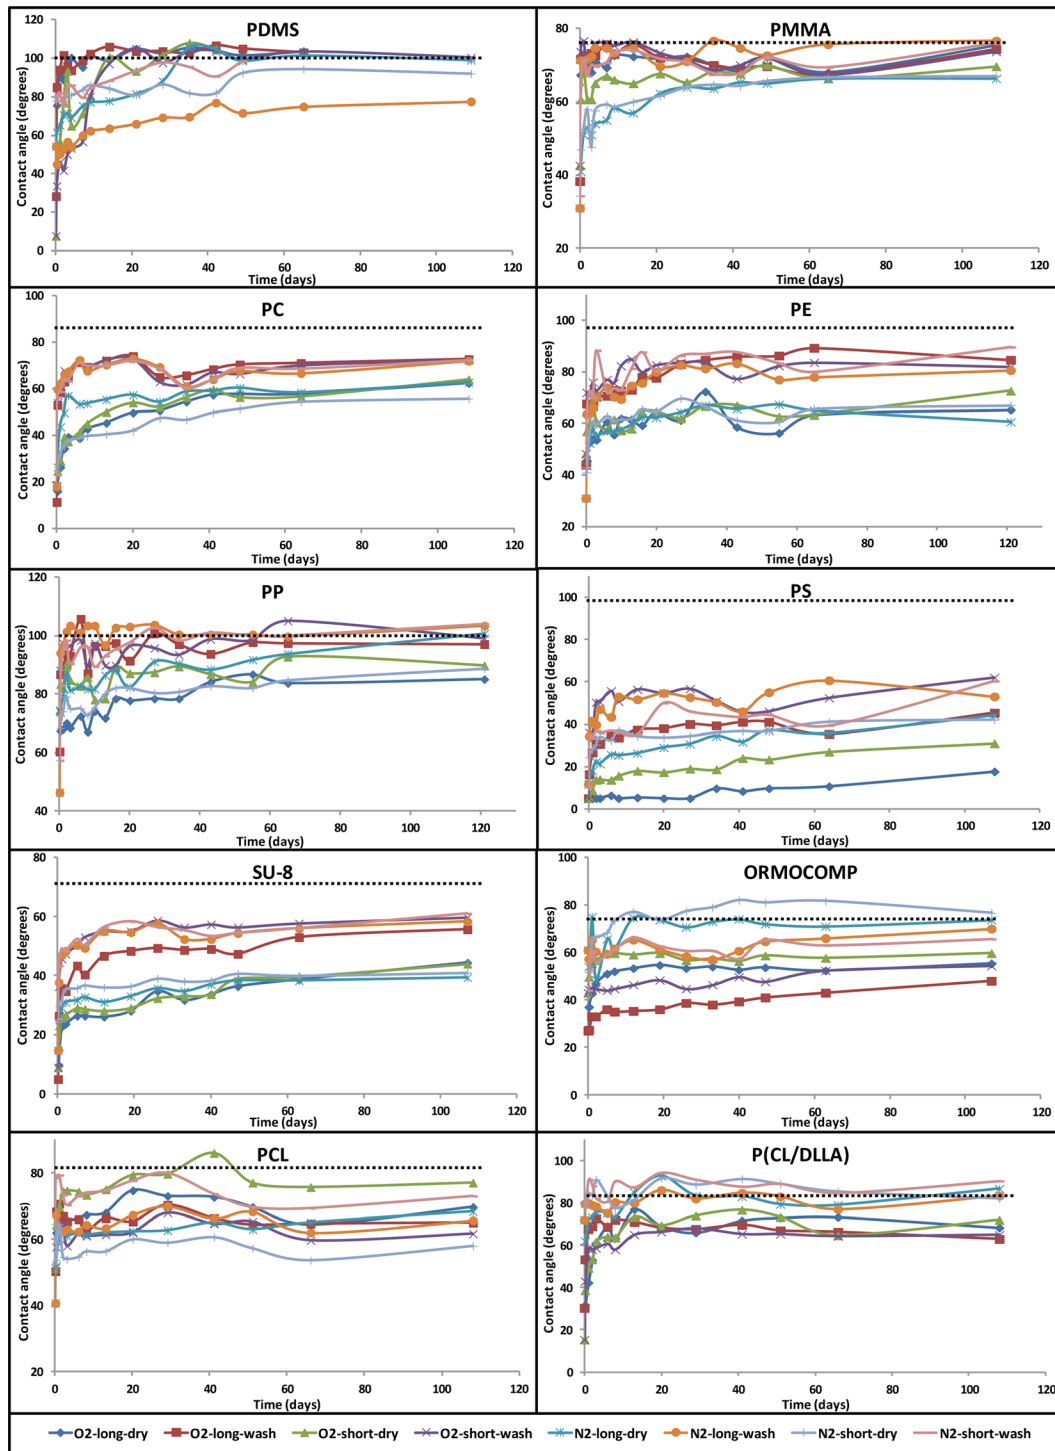 PDMS
Contact angle (degrees)
120
100
80
60
40
20
0
0 20 40 60 80 100 120
Time (days)
PMMA
Contact angle (degrees)
80
60
40
20
0 20 40 60 80 100 120
Time (days)
PC
Contact angle (degrees)
100
80
60
40
20
0
0 20 40 60 80 100 120
Time (days)
PE
Contact angle (degrees)
100
80
60
40
20
0 20 40 60 80 100 120
Time (days)
PP
Contact angle (degrees)
120
100
80
60
40
0 20 40 60 80 100 120
Time (days)
PS
Contact angle (degrees)
100
80
60
40
20
0
0 20 40 60 80 100 120
Time (days)
SU-8
Contact angle (degrees)
80
60
40
20
0
0 20 40 60 80 100 120
Time (days)
ORMOCOMP
Contact angle (degrees)
100
80
60
40
20
0
0 20 40 60 80 100 120
Time (days)
PCL
Contact angle (degrees)
80
60
40
20
0 20 40 60 80 100 120
Time (days)
P(CL/DLLA)
Contact angle (degrees)
100
80
60
40
20
0
0 20 40 60 80 100 120
Time (days)
O2-long-dry O2-long-wash O2-short-dry O2-short-wash N2-long-dry N2-long-wash N2-short-dry N2-short-wash